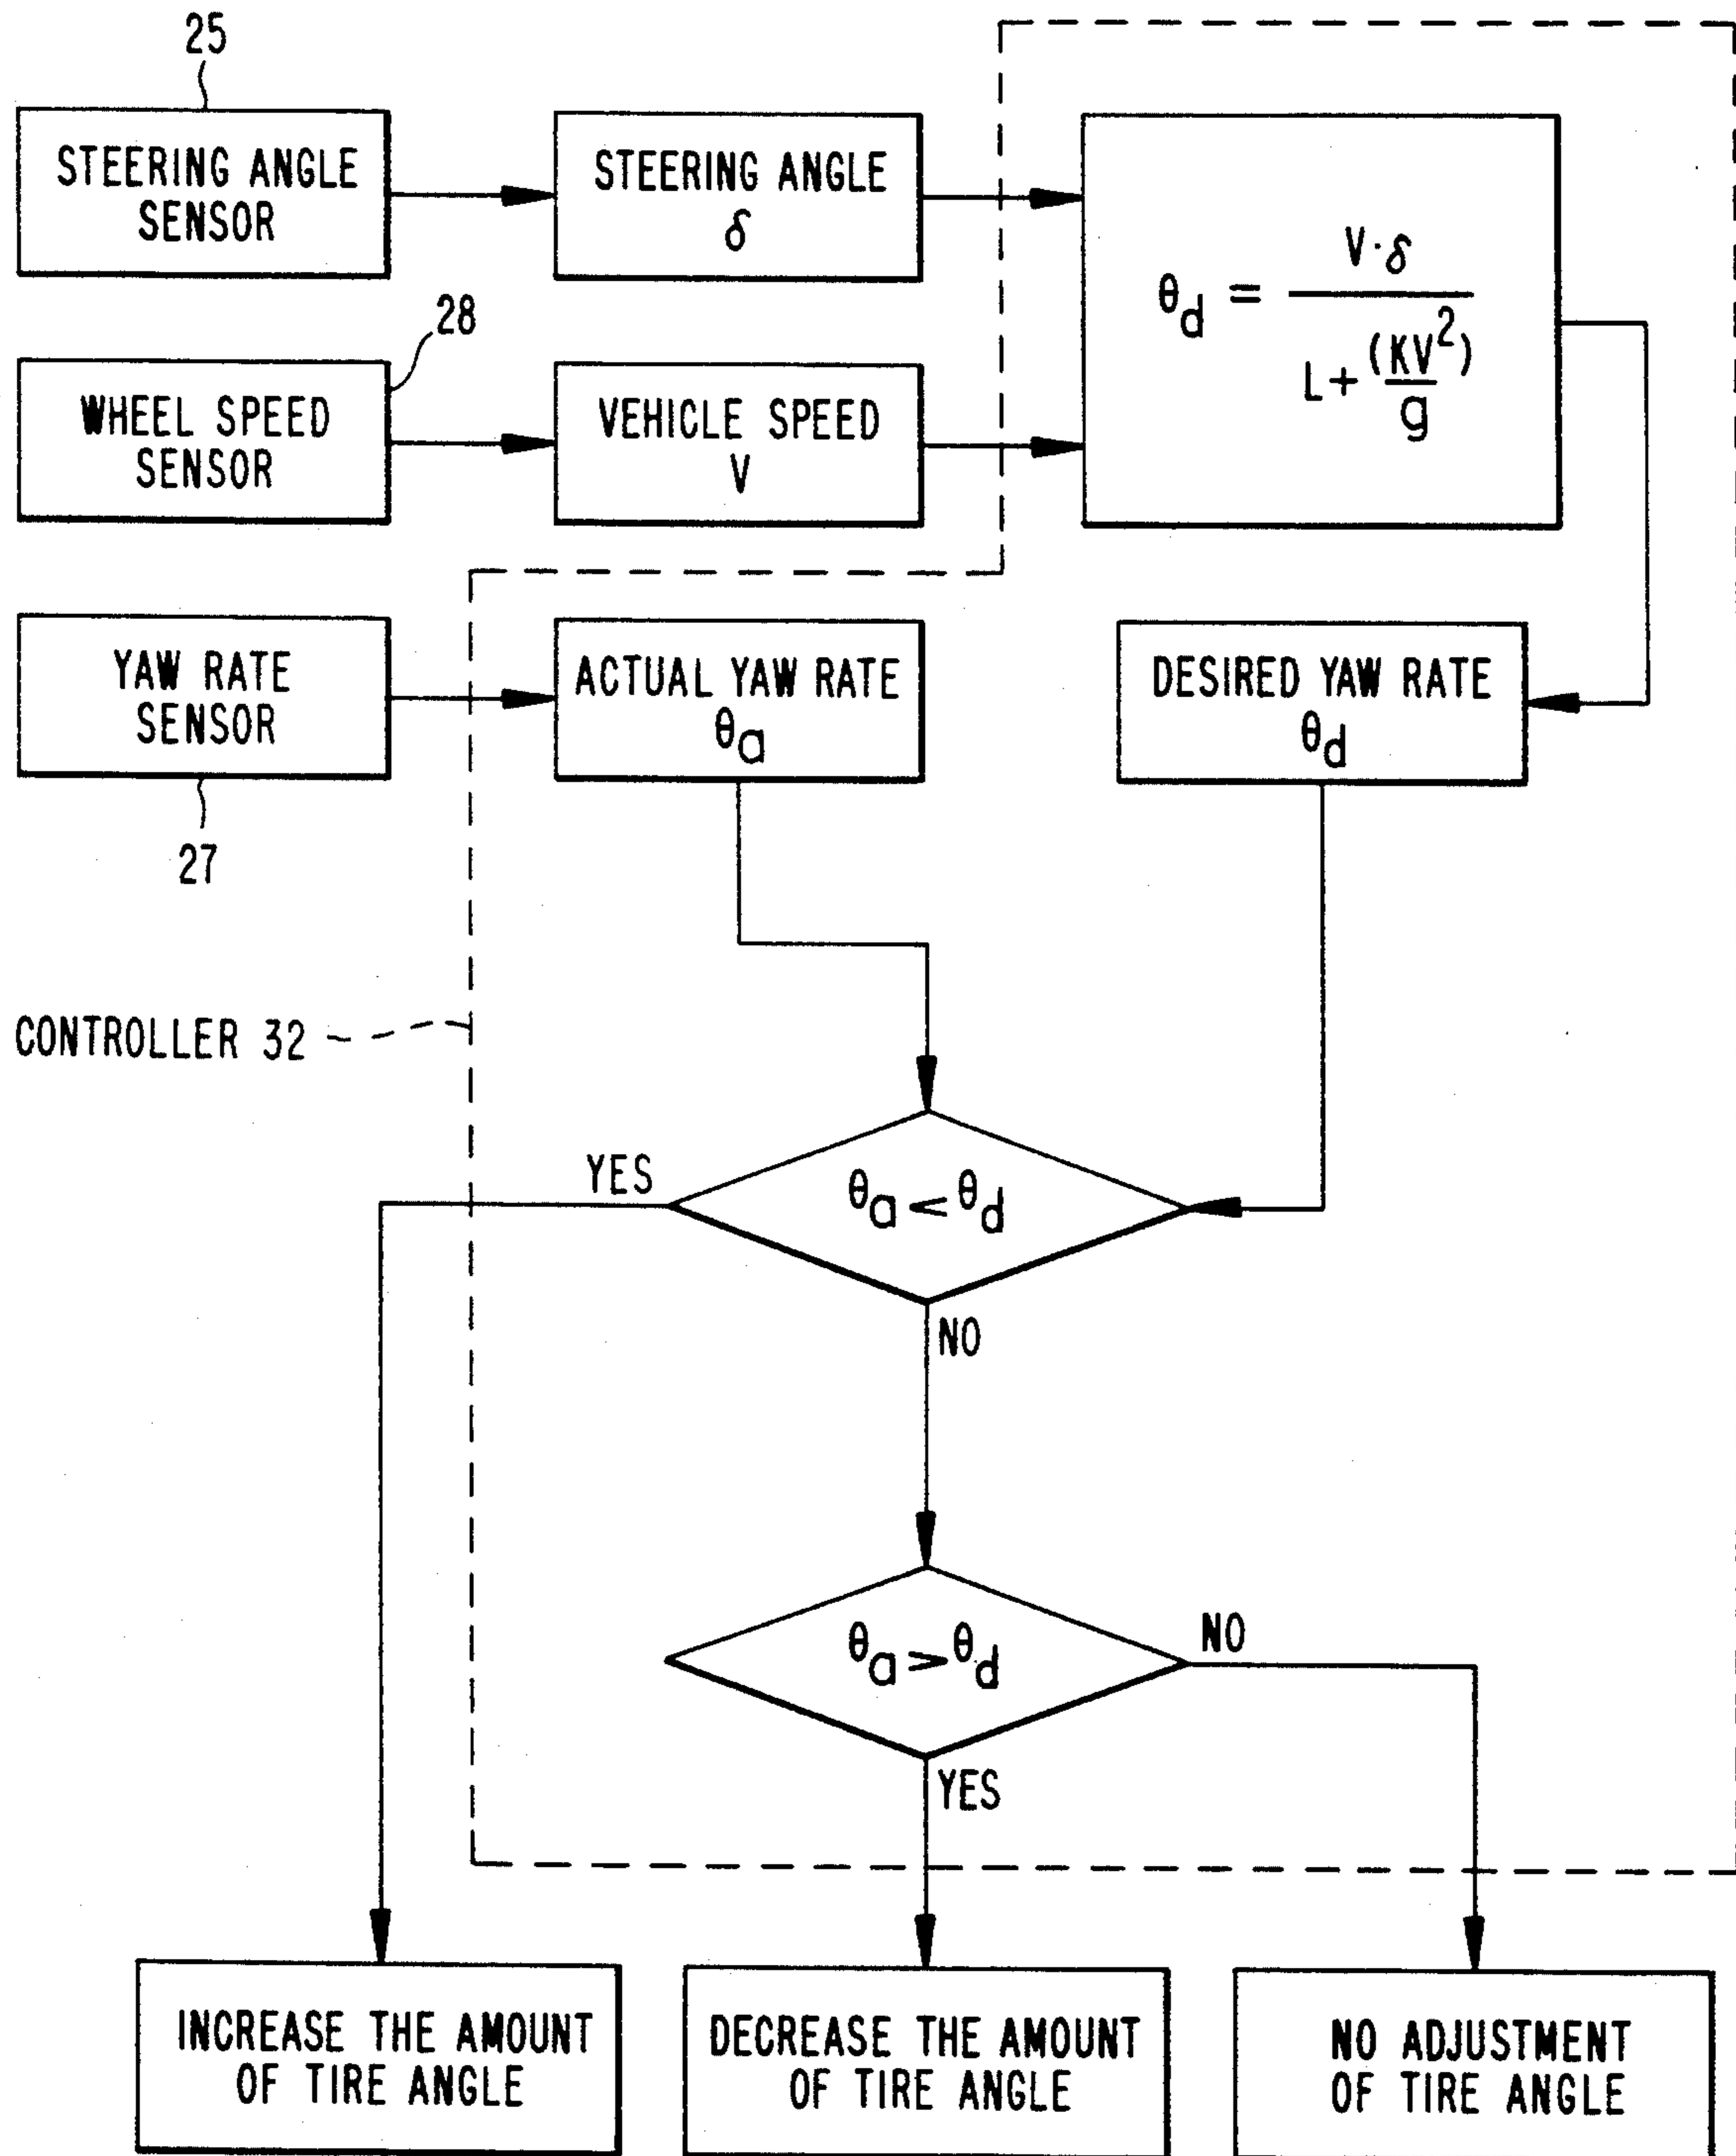 25
STEERING ANGLE
SENSOR
STEERING ANGLE
δ
θd = V·δ / L+(KV²/g)
28
WHEEL SPEED
SENSOR
VEHICLE SPEED
V
YAW RATE
SENSOR
27
ACTUAL YAW RATE
θa
DESIRED YAW RATE
θd
CONTROLLER 32
YES
θa < θd
NO
θa > θd
NO
YES
INCREASE THE AMOUNT
OF TIRE ANGLE
DECREASE THE AMOUNT
OF TIRE ANGLE
NO ADJUSTMENT
OF TIRE ANGLE